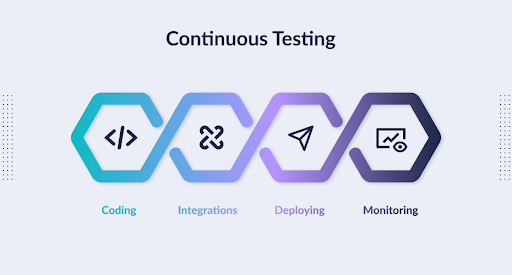 Continuous Testing
Coding
Integrations
Deploying
Monitoring